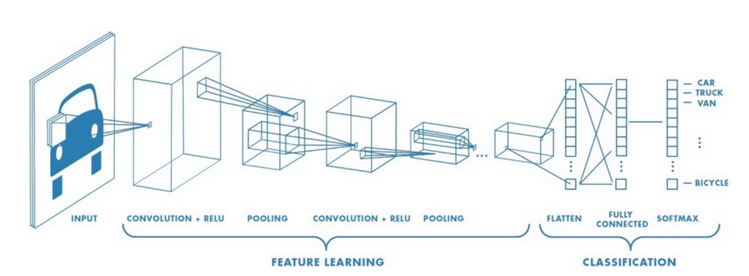 CAR
TRUCK
VAN
BICYCLE
INPUT
CONVOLUTION + RELU
POOLING
CONVOLUTION + RELU
POOLING
FLATTEN
FULLY
CONNECTED
SOFTMAX
FEATURE LEARNING
CLASSIFICATION